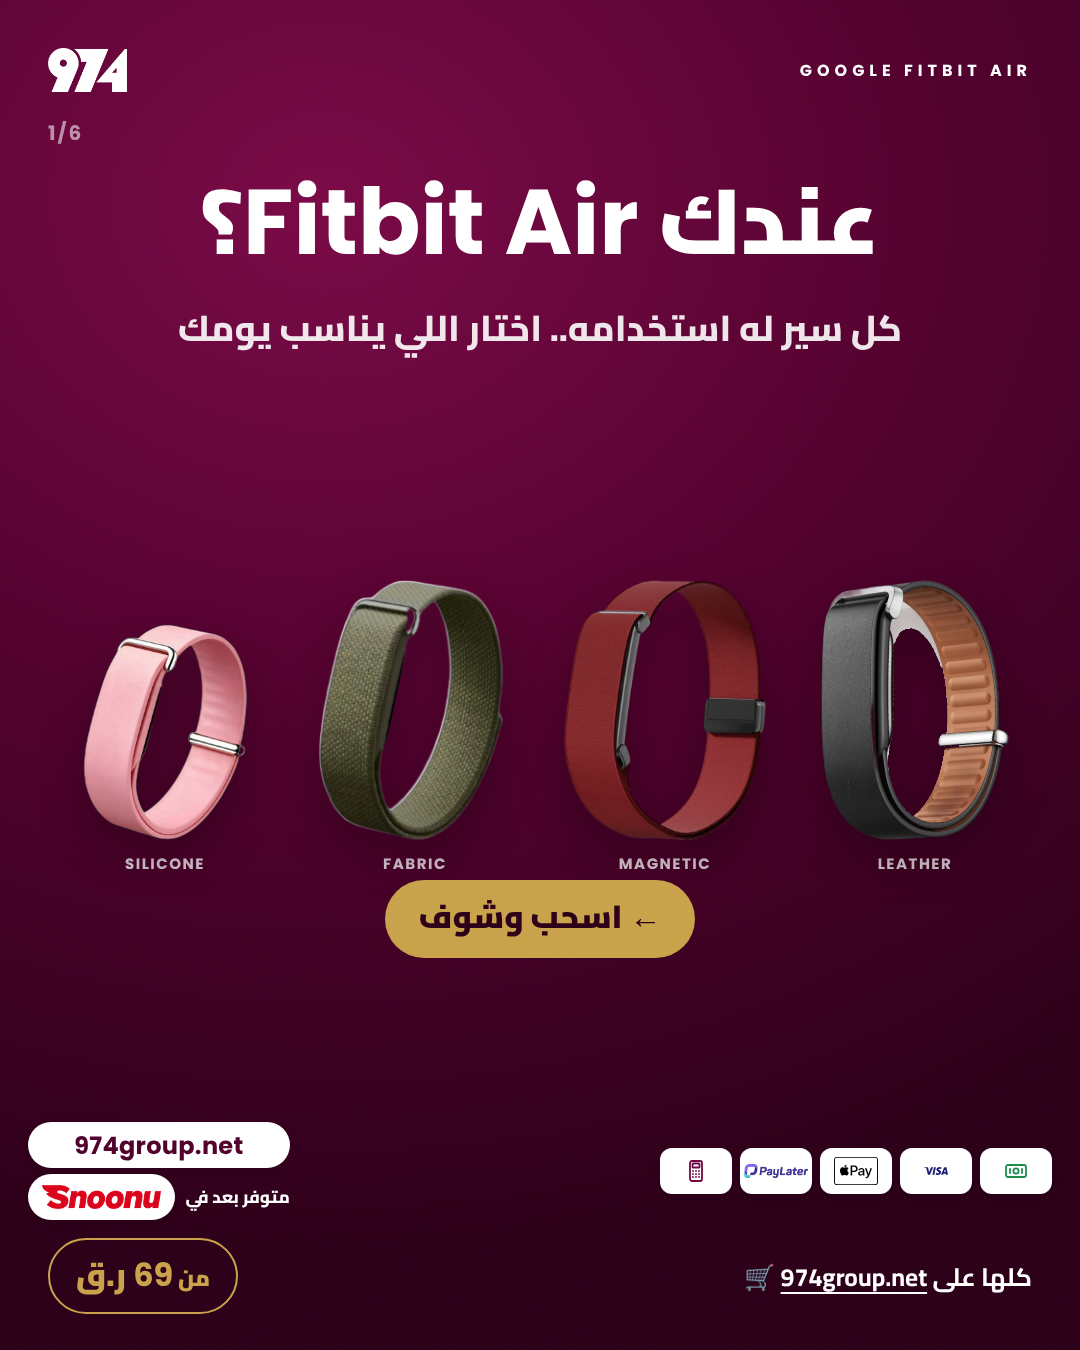 974
GOOGLE FITBIT AIR
1/6
عندك Fitbit Air؟
كل سير له استخدامه.. اختار اللي يناسب يومك
SILICONE
FABRIC
MAGNETIC
LEATHER
← اسحب وشوف
974group.net
متوفر بعد في Snoonu
PayLater
Pay
VISA
من 69 ر.ق
كلها على 974group.net 🛒